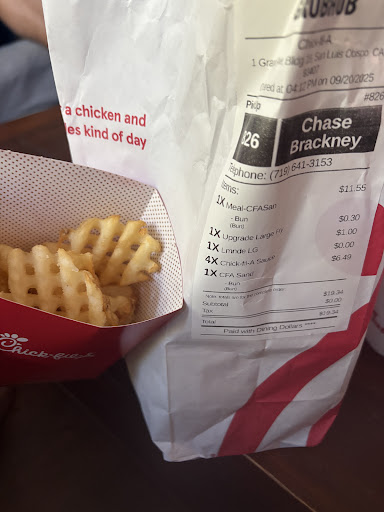 GRUBHUB
Chick-fil-A
1 Grand Bldg 19, San Luis Obispo, CA
93407
at 04:12 PM on 09/20/2025
#826
a chicken and
es kind of day
826
Chase
Brackney
Telephone: (719) 641-3153
Items:
1X Meal-CFASan $11.55
- Bun
(Bun)
1X Upgrade Large Fry $0.30
1X Lmnde LG $1.00
4X Chick-fil-A Sauce $0.00
1X CFA Sand $6.49
- Bun
(Bun)
Subtotal $19.34
Tax $0.00
Total $19.34
Paid with Dining Dollars ****
Chick-fil-A